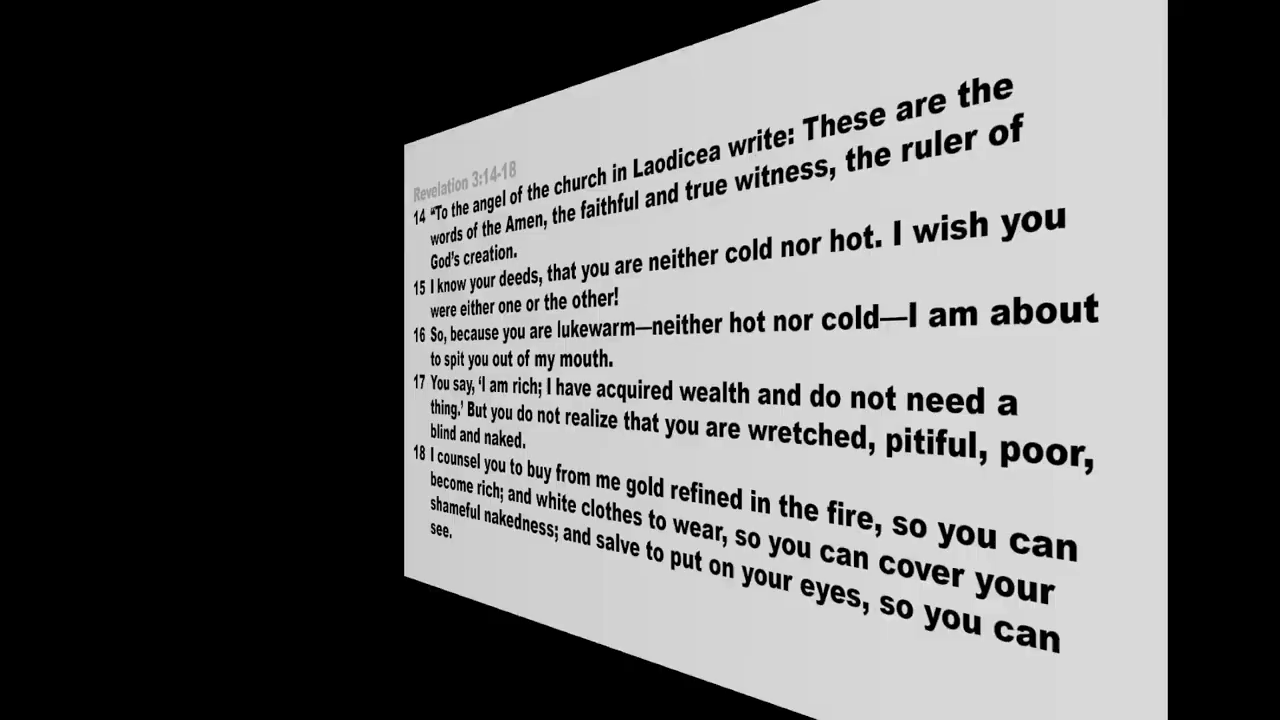 Revelation 3:14-18
14 “To the angel of the church in Laodicea write: These are the
words of the Amen, the faithful and true witness, the ruler of
God’s creation.
15 I know your deeds, that you are neither cold nor hot. I wish you
were either one or the other!
16 So, because you are lukewarm—neither hot nor cold—I am about
to spit you out of my mouth.
17 You say, ‘I am rich; I have acquired wealth and do not need a
thing.’ But you do not realize that you are wretched, pitiful, poor,
blind and naked.
18 I counsel you to buy from me gold refined in the fire, so you can
become rich; and white clothes to wear, so you can cover your
shameful nakedness; and salve to put on your eyes, so you can
see.